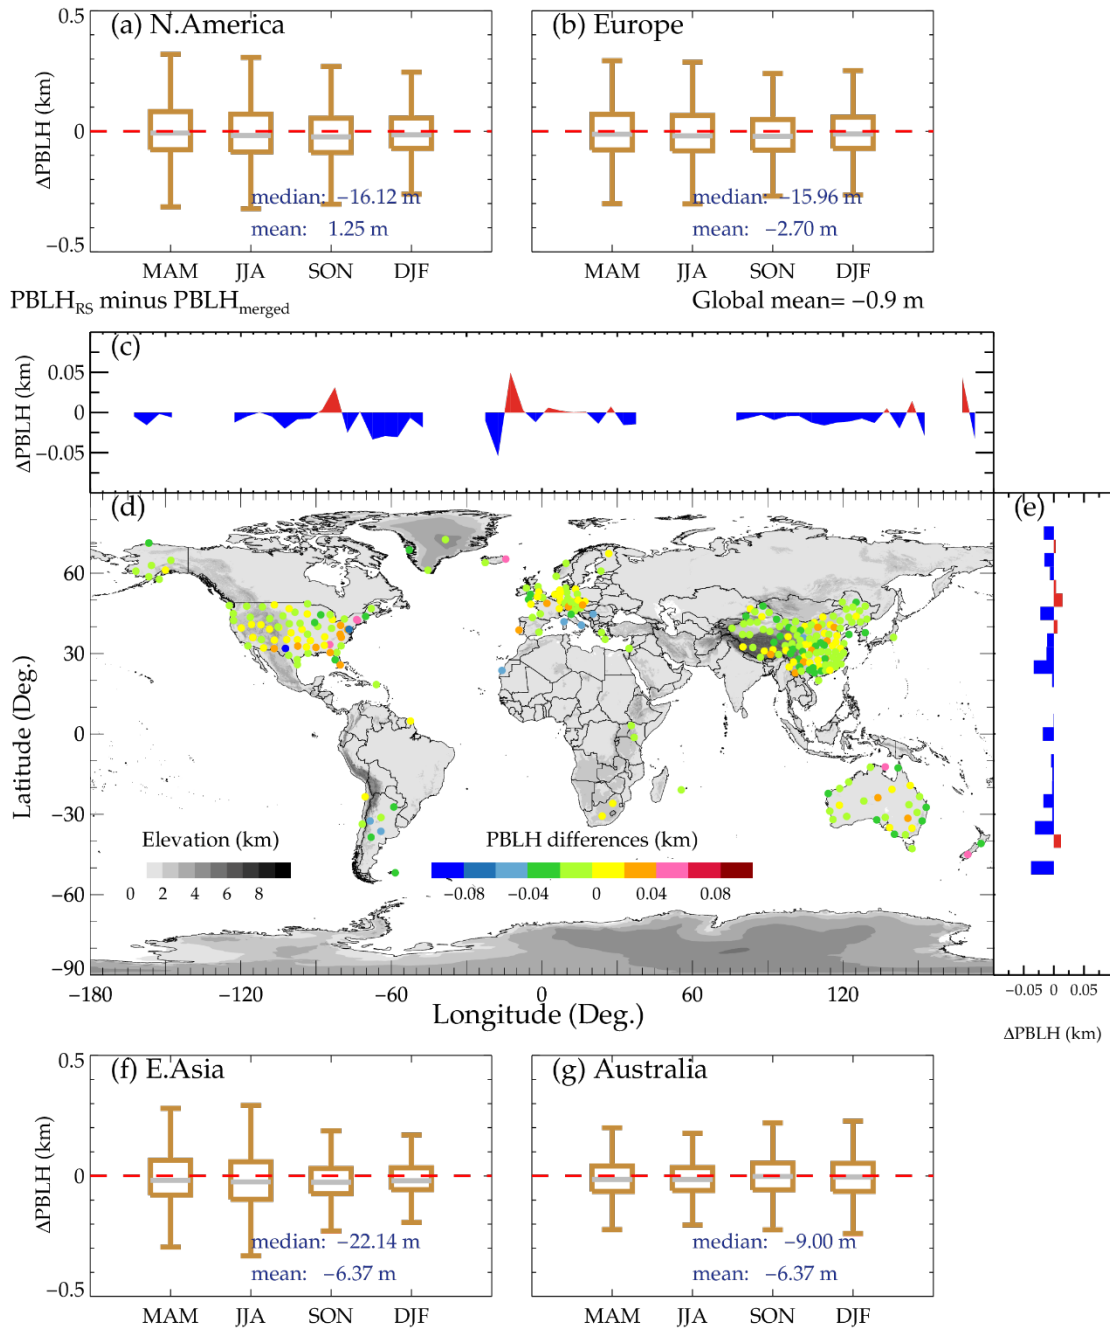 (a) N.America
(b) Europe
0.5
0
−0.5
ΔPBLH (km)
median: −16.12 m
mean: 1.25 m
median: −15.96 m
mean: −2.70 m
MAM JJA SON DJF
MAM JJA SON DJF
PBLH_RS minus PBLH_merged
Global mean= −0.9 m
(c)
0.05
0
−0.05
ΔPBLH (km)
(d)
(e)
60
30
0
−30
−60
−90
Latitude (Deg.)
Elevation (km)
0 2 4 6 8
PBLH differences (km)
−0.08 −0.04 0 0.04 0.08
−180 −120 −60 0 60 120
Longitude (Deg.)
−0.05 0 0.05
ΔPBLH (km)
(f) E.Asia
(g) Australia
0.5
0
−0.5
ΔPBLH (km)
median: −22.14 m
mean: −6.37 m
median: −9.00 m
mean: −6.37 m
MAM JJA SON DJF
MAM JJA SON DJF